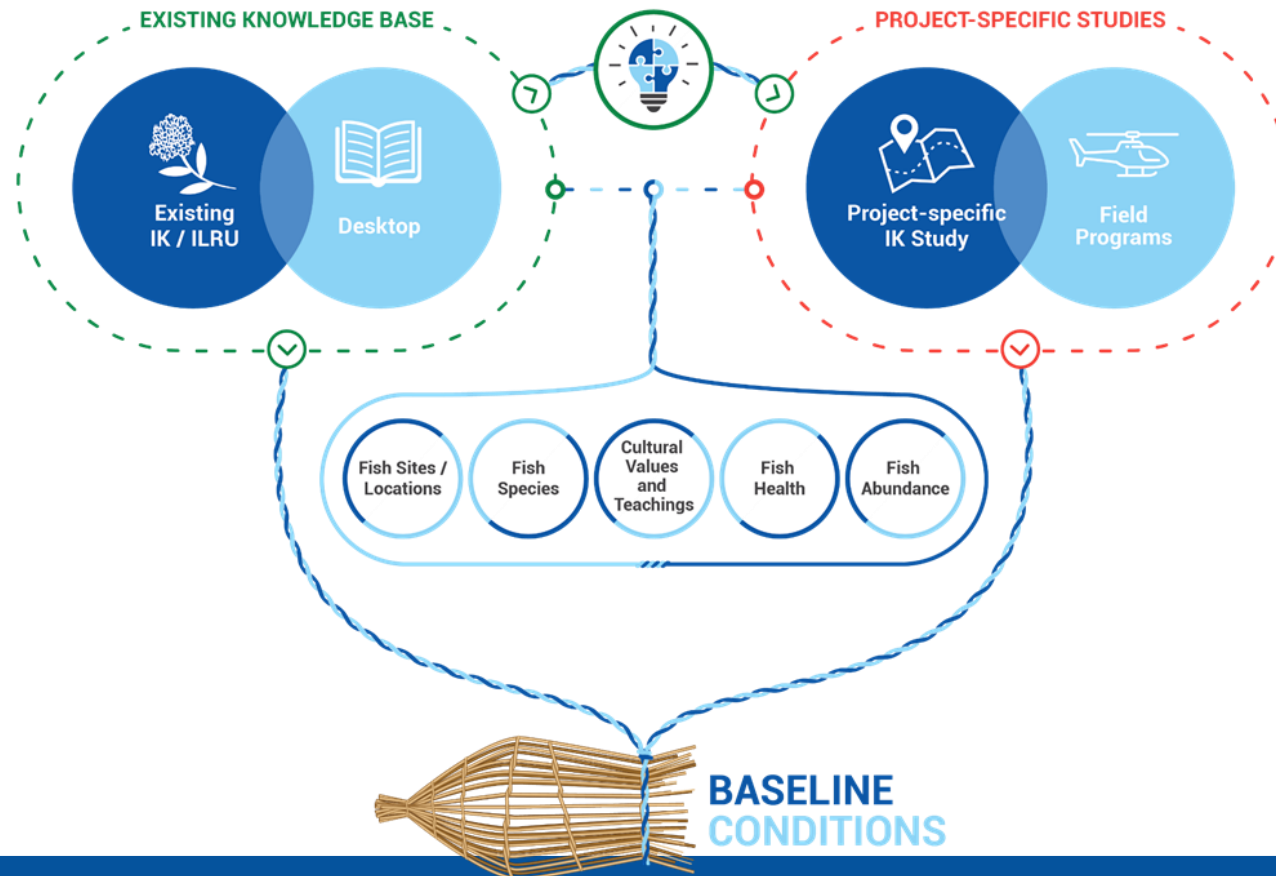 EXISTING KNOWLEDGE BASE
PROJECT-SPECIFIC STUDIES
Existing
IK / ILRU
Desktop
Project-specific
IK Study
Field
Programs
Fish Sites /
Locations
Fish
Species
Cultural
Values
and
Teachings
Fish
Health
Fish
Abundance
BASELINE
CONDITIONS